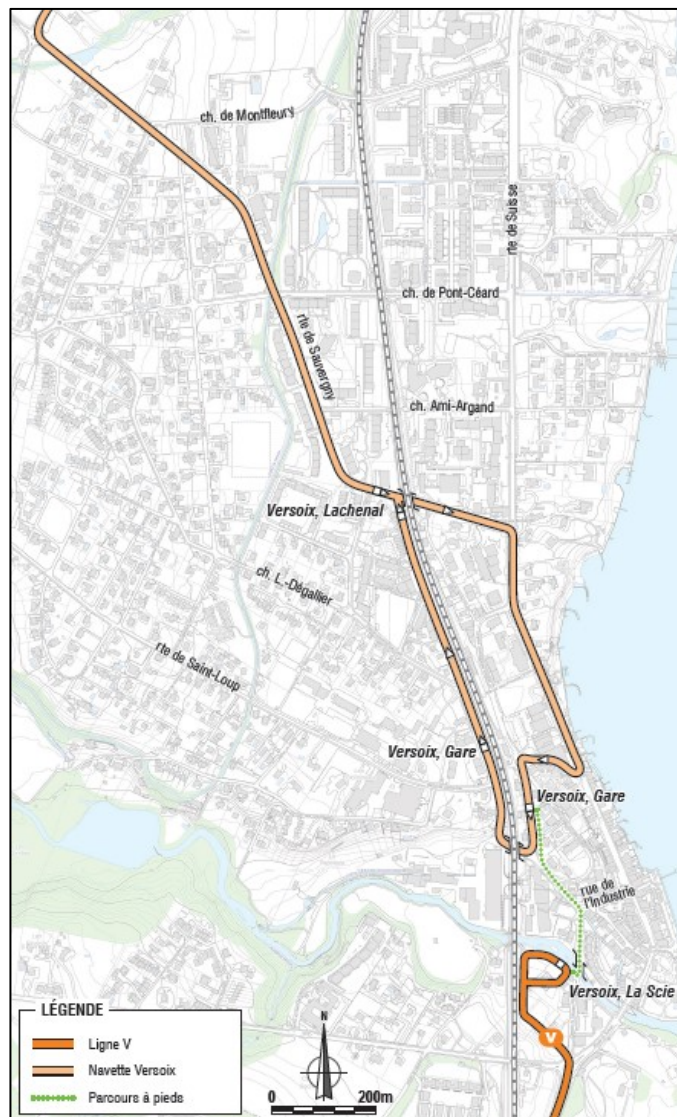 ch. de Montfleury
rte de Suisse
ch. de Pont-Céard
rte de Sauvergny
ch. Ami-Argand
Versoix, Lachenal
ch. L.-Dégallier
rte de Saint-Loup
Versoix, Gare
Versoix, Gare
rue de
l'Industrie
Versoix, La Scie
V
LÉGENDE
Ligne V
Navette Versoix
Parcours à pieds
N
0 200m